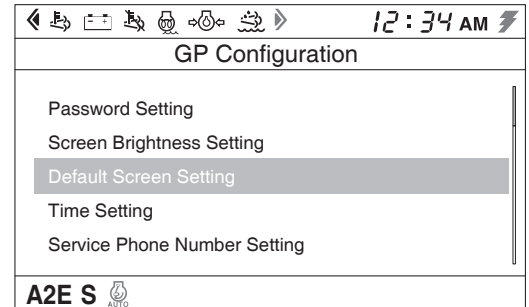 12:34 AM
GP Configuration
Password Setting
Screen Brightness Setting
Default Screen Setting
Time Setting
Service Phone Number Setting
A2E S AUTO